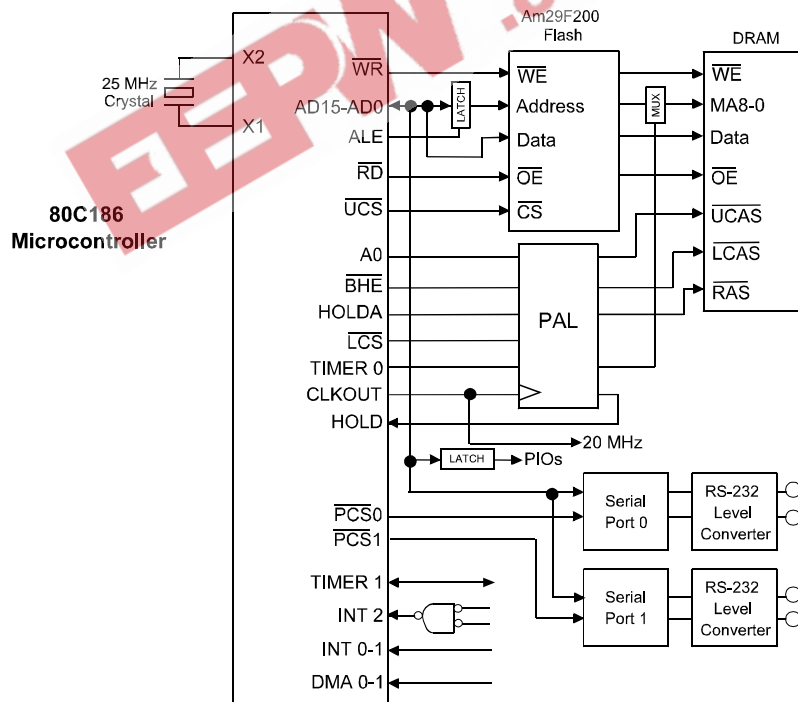 Am29F200
Flash
DRAM
25 MHz
Crystal
X2
X1
80C186
Microcontroller
WR
AD15-AD0
ALE
RD
UCS
A0
BHE
HOLDA
LCS
TIMER 0
CLKOUT
HOLD
PCS0
PCS1
TIMER 1
INT 2
INT 0-1
DMA 0-1
LATCH
WE
Address
Data
OE
CS
MUX
WE
MA8-0
Data
OE
UCAS
LCAS
RAS
PAL
20 MHz
LATCH
PIOs
Serial
Port 0
RS-232
Level
Converter
Serial
Port 1
RS-232
Level
Converter
EEPW